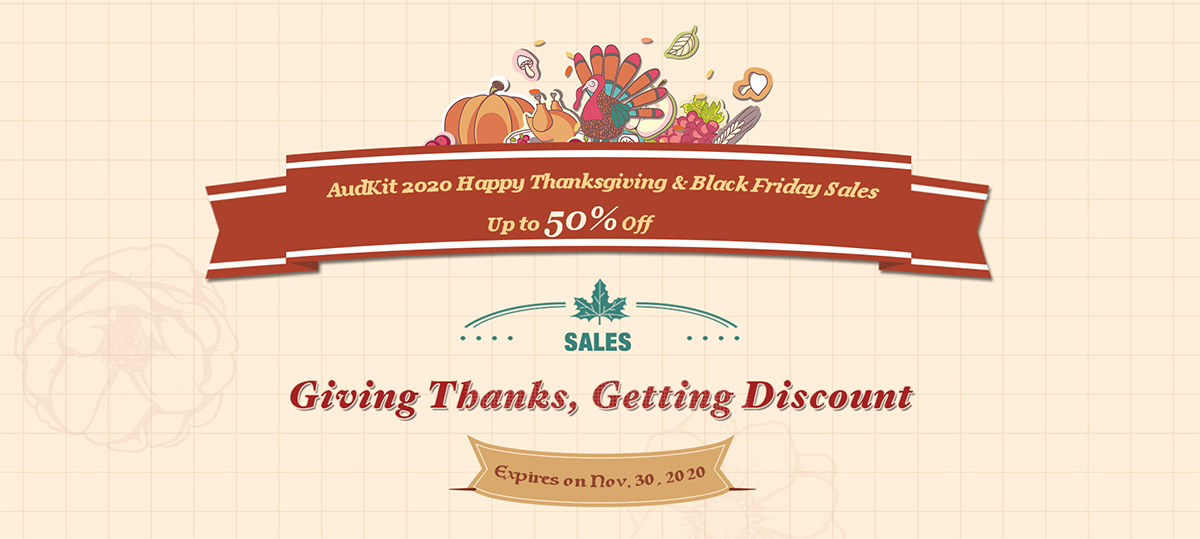 AudKit 2020 Happy Thanksgiving & Black Friday Sales
Up to 50% Off
SALES
Giving Thanks, Getting Discount
Expires on Nov. 30, 2020